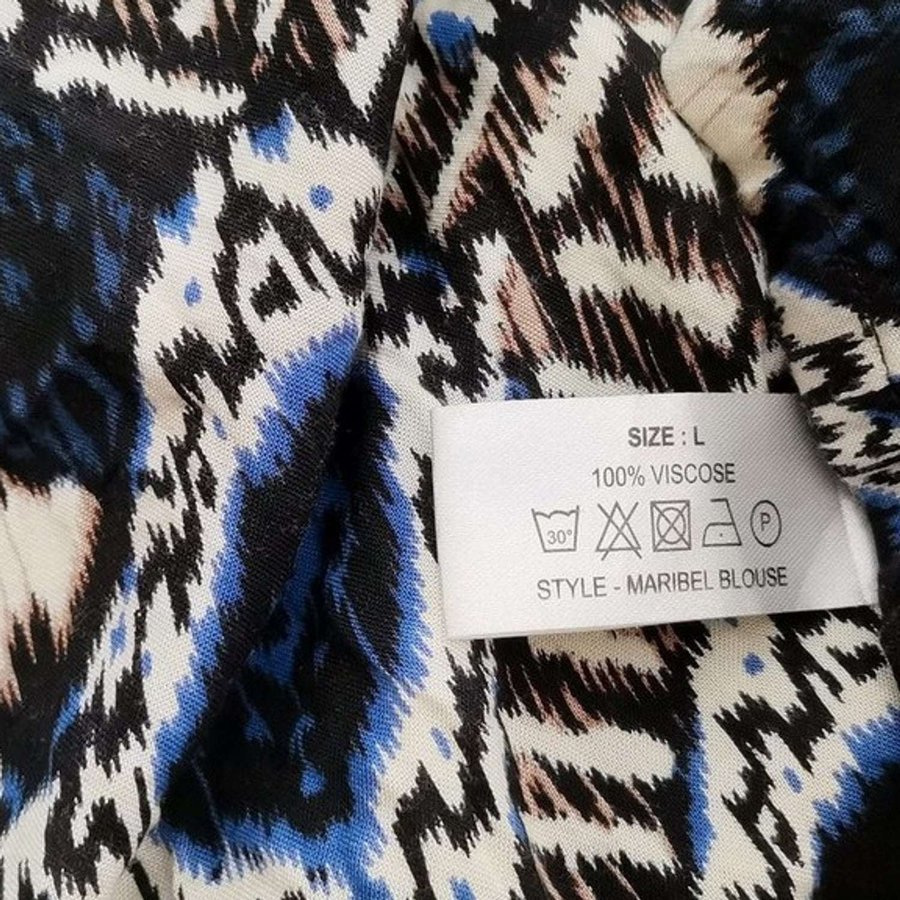 SIZE : L
100% VISCOSE
30° P
STYLE - MARIBEL BLOUSE